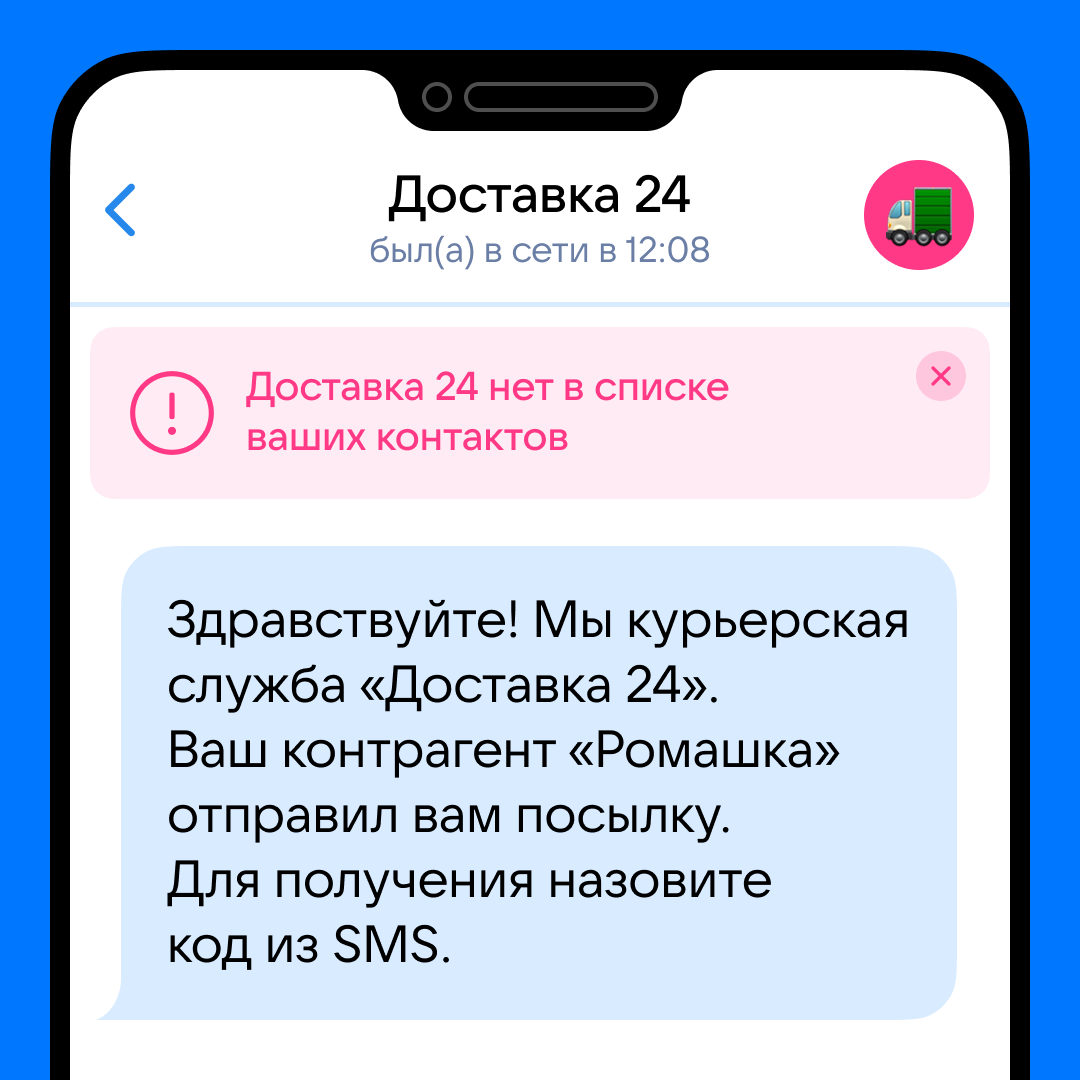 Доставка 24
был(а) в сети в 12:08
Доставка 24 нет в списке
ваших контактов
Здравствуйте! Мы курьерская
служба «Доставка 24».
Ваш контрагент «Ромашка»
отправил вам посылку.
Для получения назовите
код из SMS.